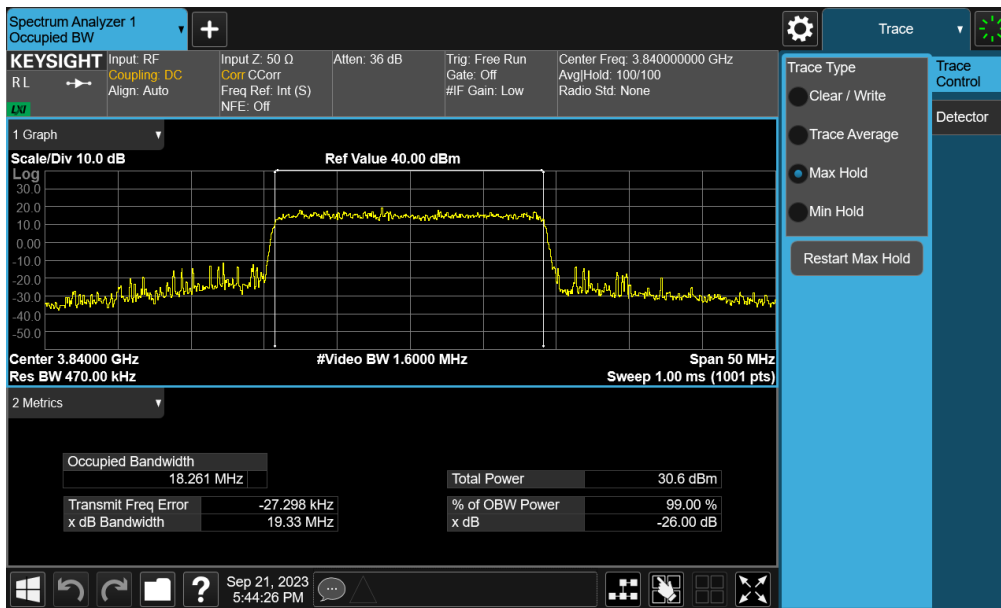 Spectrum Analyzer 1
Occupied BW
+
Trace
KEYSIGHT
R L
LXI
Input: RF
Coupling: DC
Align: Auto
Input Z: 50 Ω
Corr CCorr
Freq Ref: Int (S)
NFE: Off
Atten: 36 dB
Trig: Free Run
Gate: Off
#IF Gain: Low
Center Freq: 3.840000000 GHz
Avg|Hold: 100/100
Radio Std: None
Trace Type
Clear / Write
Trace Average
Max Hold
Min Hold
Restart Max Hold
Trace
Control
Detector
1 Graph
Scale/Div 10.0 dB
Ref Value 40.00 dBm
Log
30.0
20.0
10.0
0.00
-10.0
-20.0
-30.0
-40.0
-50.0
Center 3.84000 GHz
#Video BW 1.6000 MHz
Span 50 MHz
Res BW 470.00 kHz
Sweep 1.00 ms (1001 pts)
2 Metrics
Occupied Bandwidth
18.261 MHz
Total Power 30.6 dBm
Transmit Freq Error -27.298 kHz
% of OBW Power 99.00 %
x dB Bandwidth 19.33 MHz
x dB -26.00 dB
?
Sep 21, 2023
5:44:26 PM